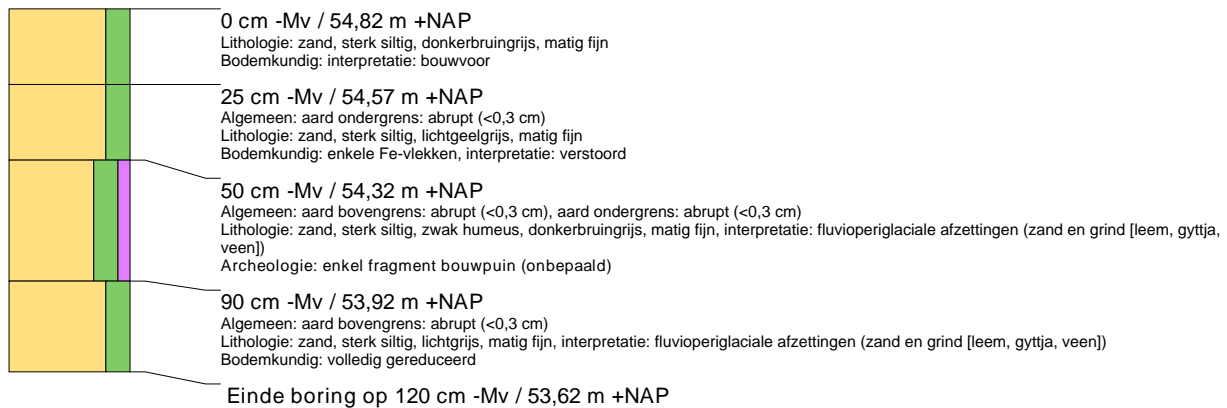 0 cm -Mv / 54,82 m +NAP
Lithologie: zand, sterk siltig, donkerbruingrijs, matig fijn
Bodemkundig: interpretatie: bouwvoor
25 cm -Mv / 54,57 m +NAP
Algemeen: aard ondergrens: abrupt (<0,3 cm)
Lithologie: zand, sterk siltig, lichtgeelgrijs, matig fijn
Bodemkundig: enkele Fe-vlekken, interpretatie: verstoord
50 cm -Mv / 54,32 m +NAP
Algemeen: aard bovengrens: abrupt (<0,3 cm), aard ondergrens: abrupt (<0,3 cm)
Lithologie: zand, sterk siltig, zwak humeus, donkerbruingrijs, matig fijn, interpretatie: fluvioperiglaciale afzettingen (zand en grind [leem, gyttja,
veen])
Archeologie: enkel fragment bouwpuin (onbepaald)
90 cm -Mv / 53,92 m +NAP
Algemeen: aard bovengrens: abrupt (<0,3 cm)
Lithologie: zand, sterk siltig, lichtgrijs, matig fijn, interpretatie: fluvioperiglaciale afzettingen (zand en grind [leem, gyttja, veen])
Bodemkundig: volledig gereduceerd
Einde boring op 120 cm -Mv / 53,62 m +NAP